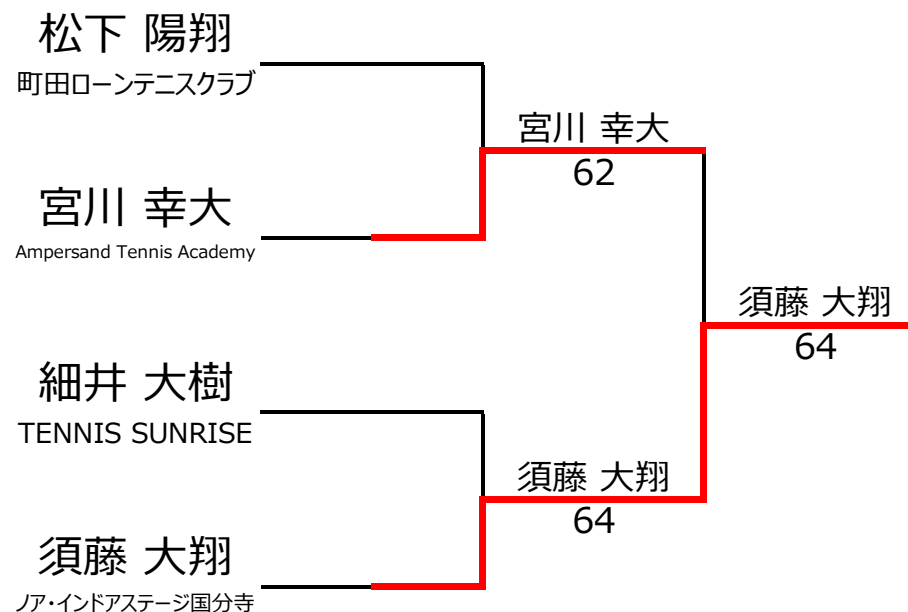 松下 陽翔
町田ローンテニスクラブ
宮川 幸大
62
宮川 幸大
Ampersand Tennis Academy
須藤 大翔
64
細井 大樹
TENNIS SUNRISE
須藤 大翔
64
須藤 大翔
ノア・インドアステージ国分寺